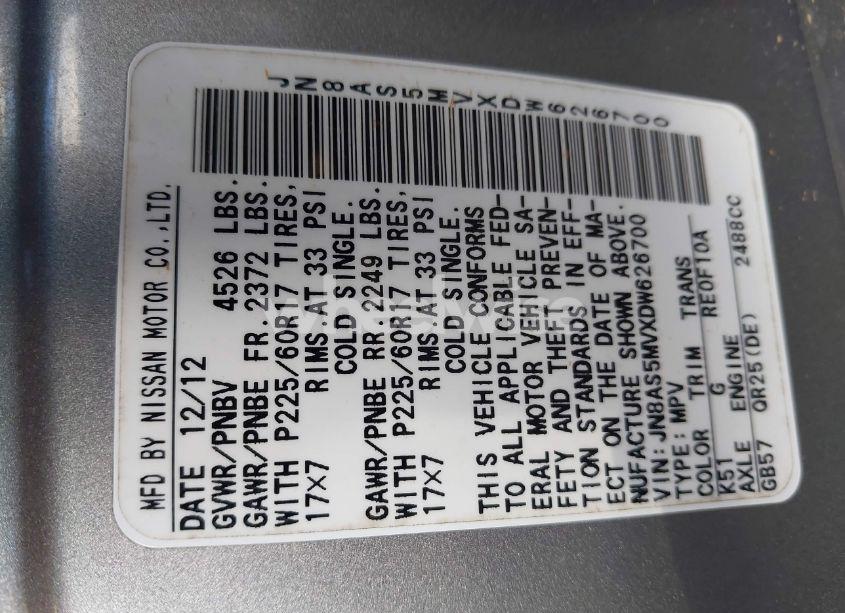 MFD BY NISSAN MOTOR CO.,LTD.
DATE 12/12
GVWR/PNBV 4526 LBS.
GAWR/PNBE FR. 2372 LBS.
WITH P225/60R17 TIRES,
17X7 RIMS.AT 33 PSI
COLD SINGLE.
GAWR/PNBE RR. 2249 LBS.
WITH P225/60R17 TIRES,
17X7 RIMS.AT 33 PSI
COLD SINGLE.
THIS VEHICLE CONFORMS
TO ALL APPLICABLE FED-
ERAL MOTOR VEHICLE SA-
FETY AND THEFT PREVEN-
TION STANDARDS IN EFF-
ECT ON THE DATE OF MA-
NUFACTURE SHOWN ABOVE.
VIN: JN8AS5MVXDW626700
TYPE: MPV
COLOR TRIM TRANS
K51 G RE0F10A
AXLE ENGINE
GB57 QR25(DE) 2488CC
JN8AS5MVXDW626700